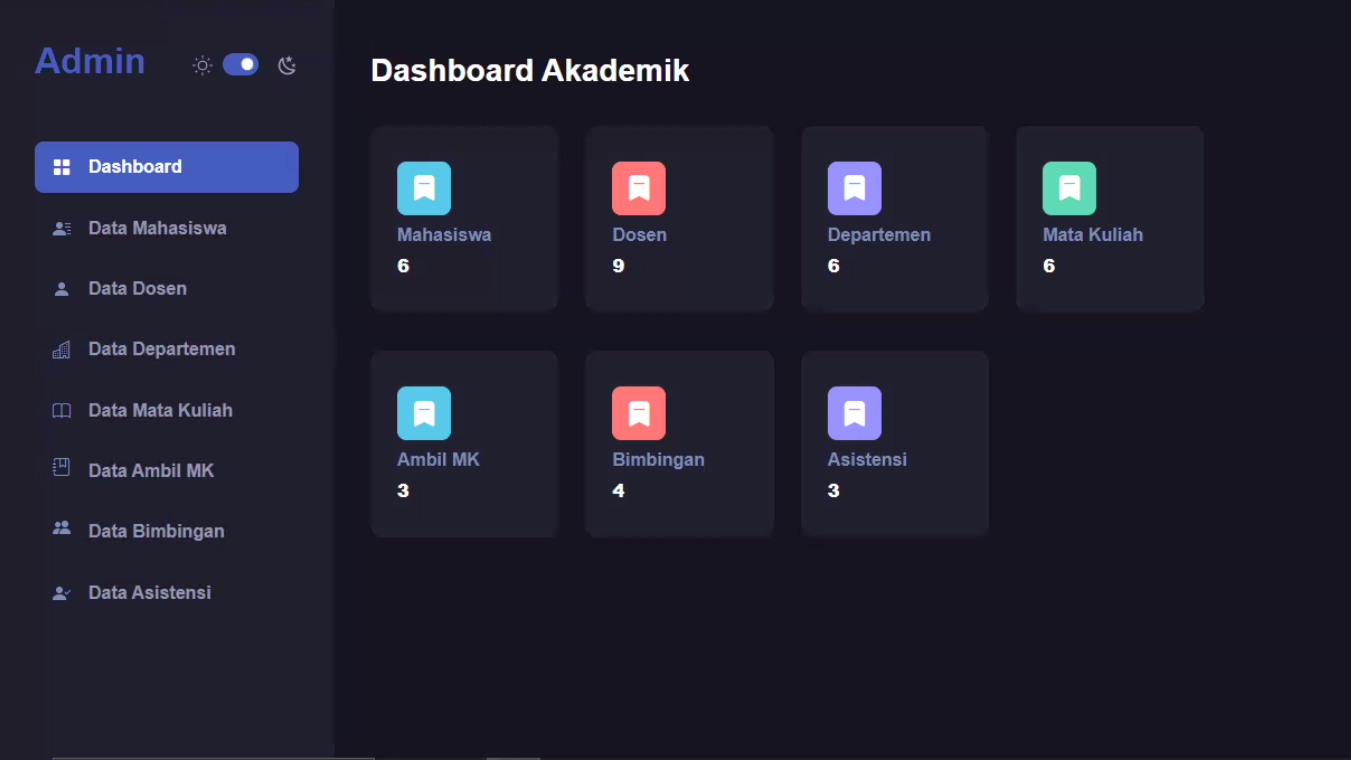 Admin
Dashboard
Data Mahasiswa
Data Dosen
Data Departemen
Data Mata Kuliah
Data Ambil MK
Data Bimbingan
Data Asistensi
Dashboard Akademik
Mahasiswa
6
Dosen
9
Departemen
6
Mata Kuliah
6
Ambil MK
3
Bimbingan
4
Asistensi
3